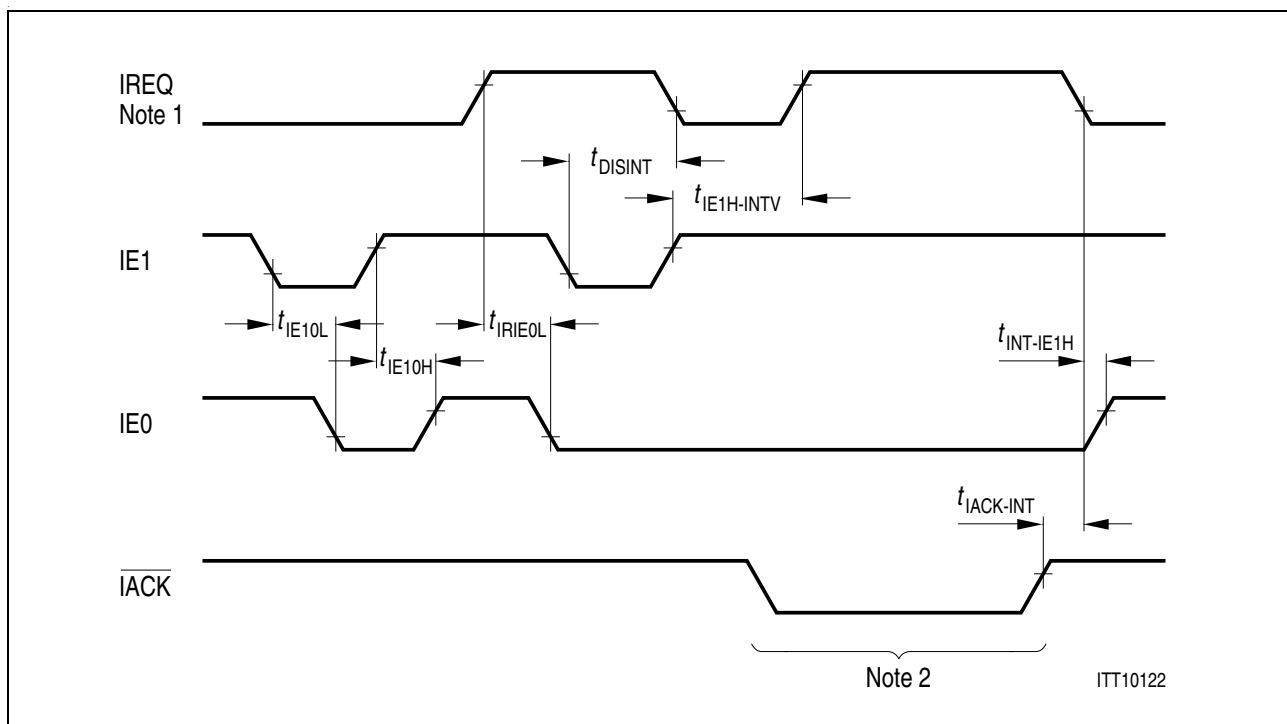 IREQ
Note 1
tDISINT
tIE1H-INTV
IE1
tIE10L
tIRIE0L
tIE10H
tINT-IE1H
IE0
tIACK-INT
IACK
Note 2
ITT10122